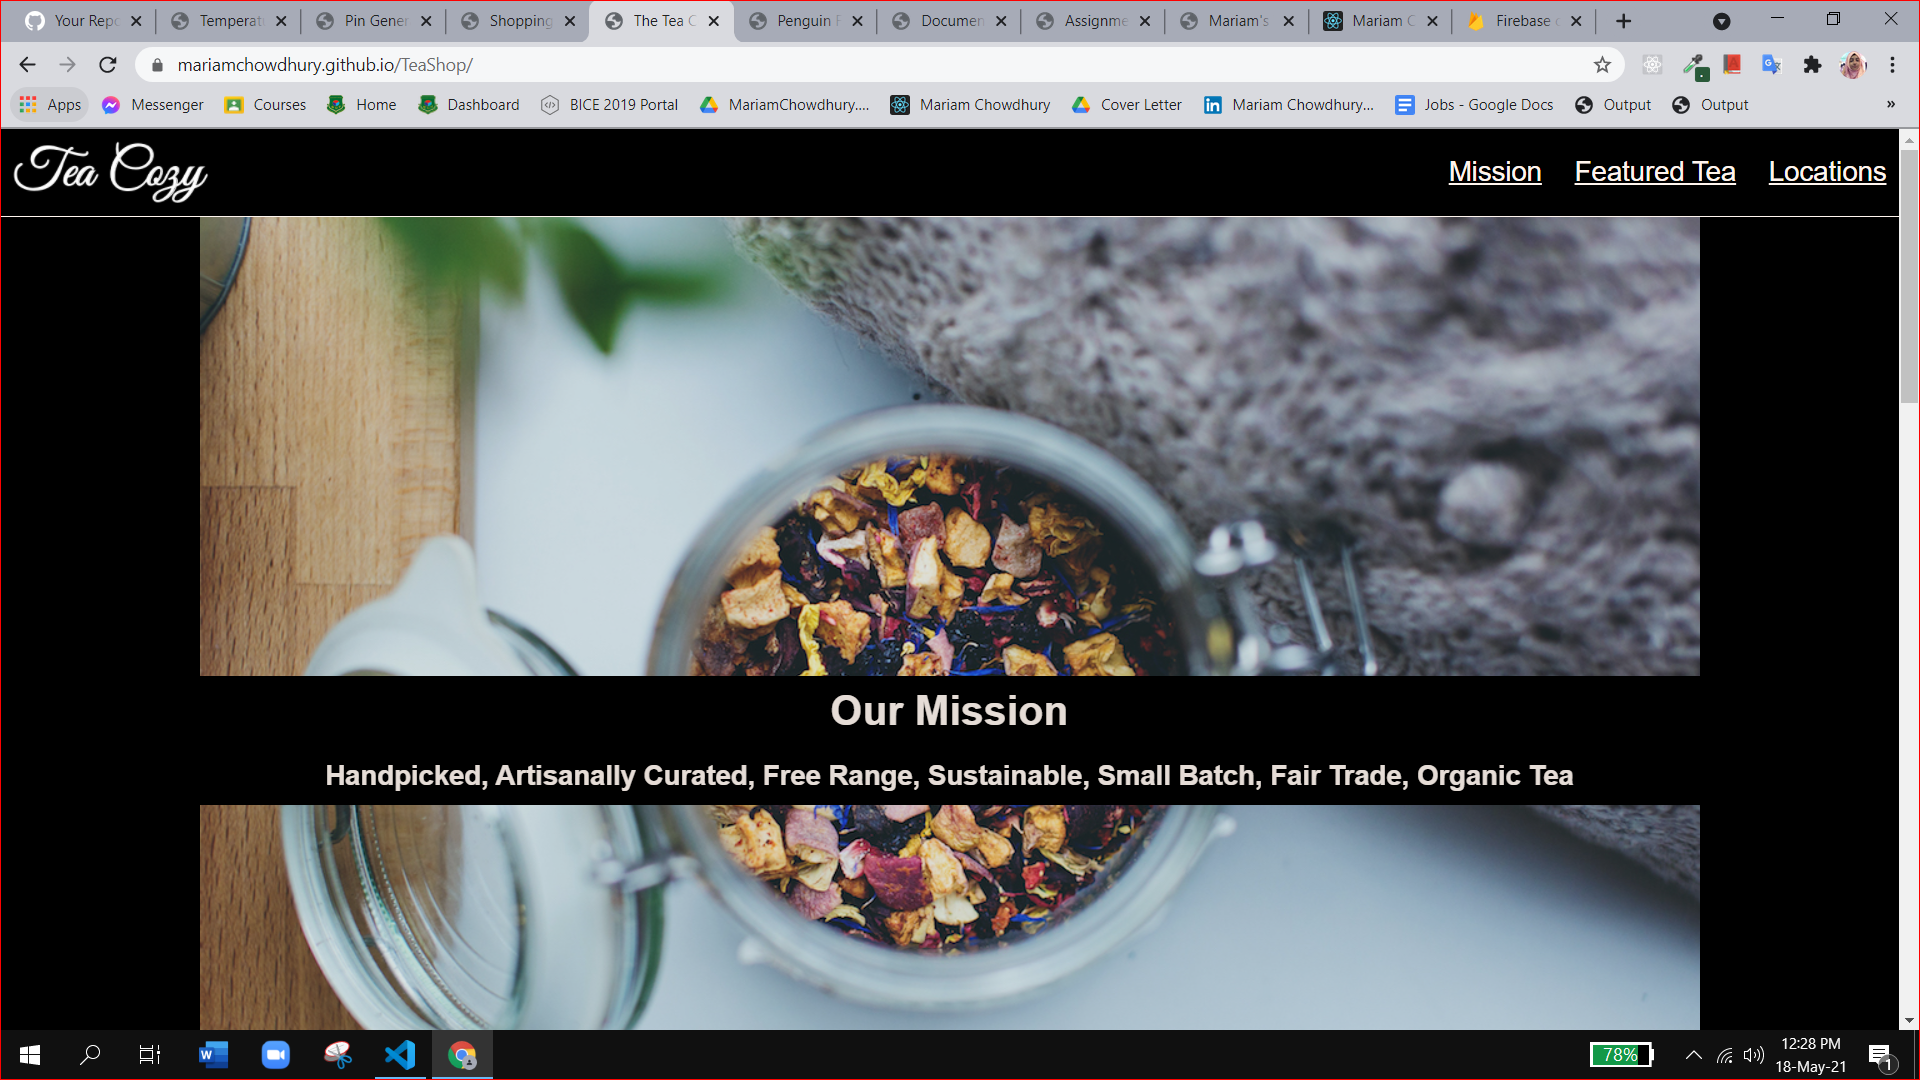 Your Repo
Temperatu
Pin Gener
Shopping
The Tea C
Penguin F
Documen
Assignme
Mariam's
Mariam C
Firebase c
mariamchowdhury.github.io/TeaShop/
Apps
Messenger
Courses
Home
Dashboard
BICE 2019 Portal
MariamChowdhury....
Mariam Chowdhury
Cover Letter
Mariam Chowdhury...
Jobs - Google Docs
Output
Output
»
Tea Cozy
Mission
Featured Tea
Locations
Our Mission
Handpicked, Artisanally Curated, Free Range, Sustainable, Small Batch, Fair Trade, Organic Tea
78%
12:28 PM
18-May-21
1